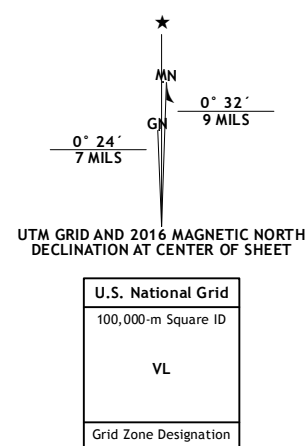 ★
MN
0° 32´
9 MILS
GN
0° 24´
7 MILS
UTM GRID AND 2016 MAGNETIC NORTH
DECLINATION AT CENTER OF SHEET
U.S. National Grid
100,000-m Square ID
VL
Grid Zone Designation